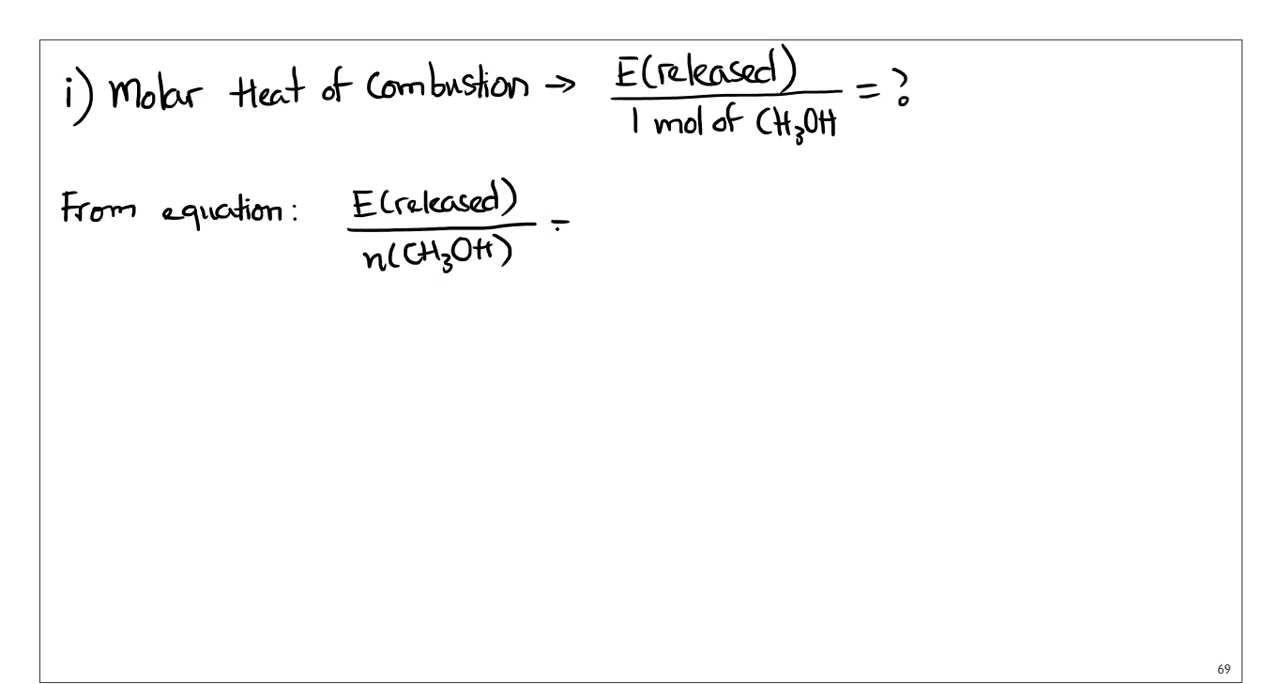 i) Molar Heat of Combustion → E(released) / 1 mol of CH₃OH = ?
From equation: E(released) / n(CH₃OH) =
69